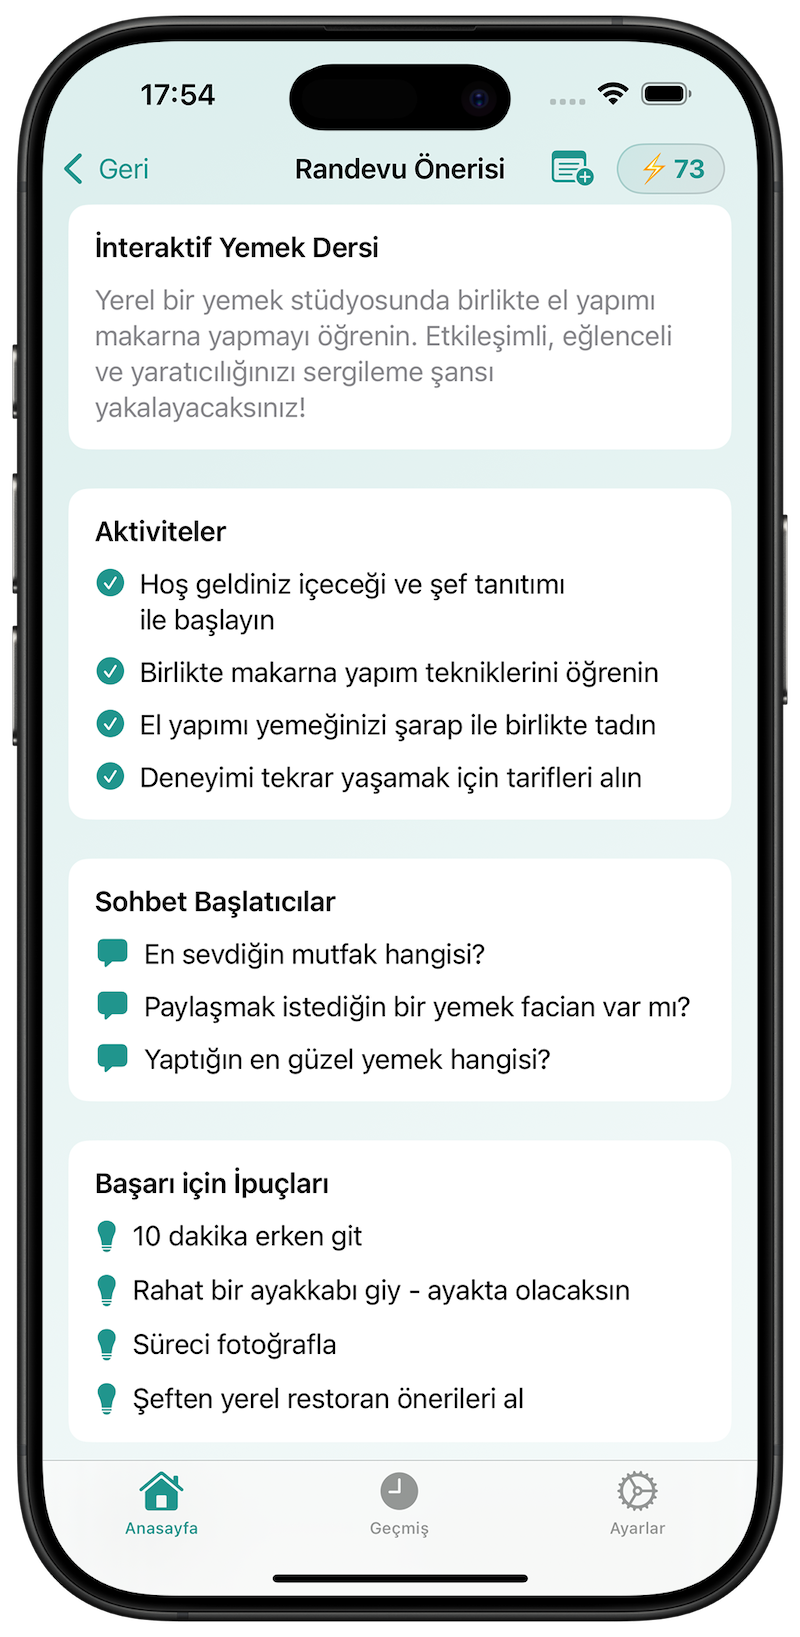 17:54
Geri
Randevu Önerisi
73
İnteraktif Yemek Dersi
Yerel bir yemek stüdyosunda birlikte el yapımı
makarna yapmayı öğrenin. Etkileşimli, eğlenceli
ve yaratıcılığınızı sergileme şansı
yakalayacaksınız!
Aktiviteler
Hoş geldiniz içeceği ve şef tanıtımı
ile başlayın
Birlikte makarna yapım tekniklerini öğrenin
El yapımı yemeğinizi şarap ile birlikte tadın
Deneyimi tekrar yaşamak için tarifleri alın
Sohbet Başlatıcılar
En sevdiğin mutfak hangisi?
Paylaşmak istediğin bir yemek facian var mı?
Yaptığın en güzel yemek hangisi?
Başarı için İpuçları
10 dakika erken git
Rahat bir ayakkabı giy - ayakta olacaksın
Süreci fotoğrafla
Şeften yerel restoran önerileri al
Anasayfa
Geçmiş
Ayarlar